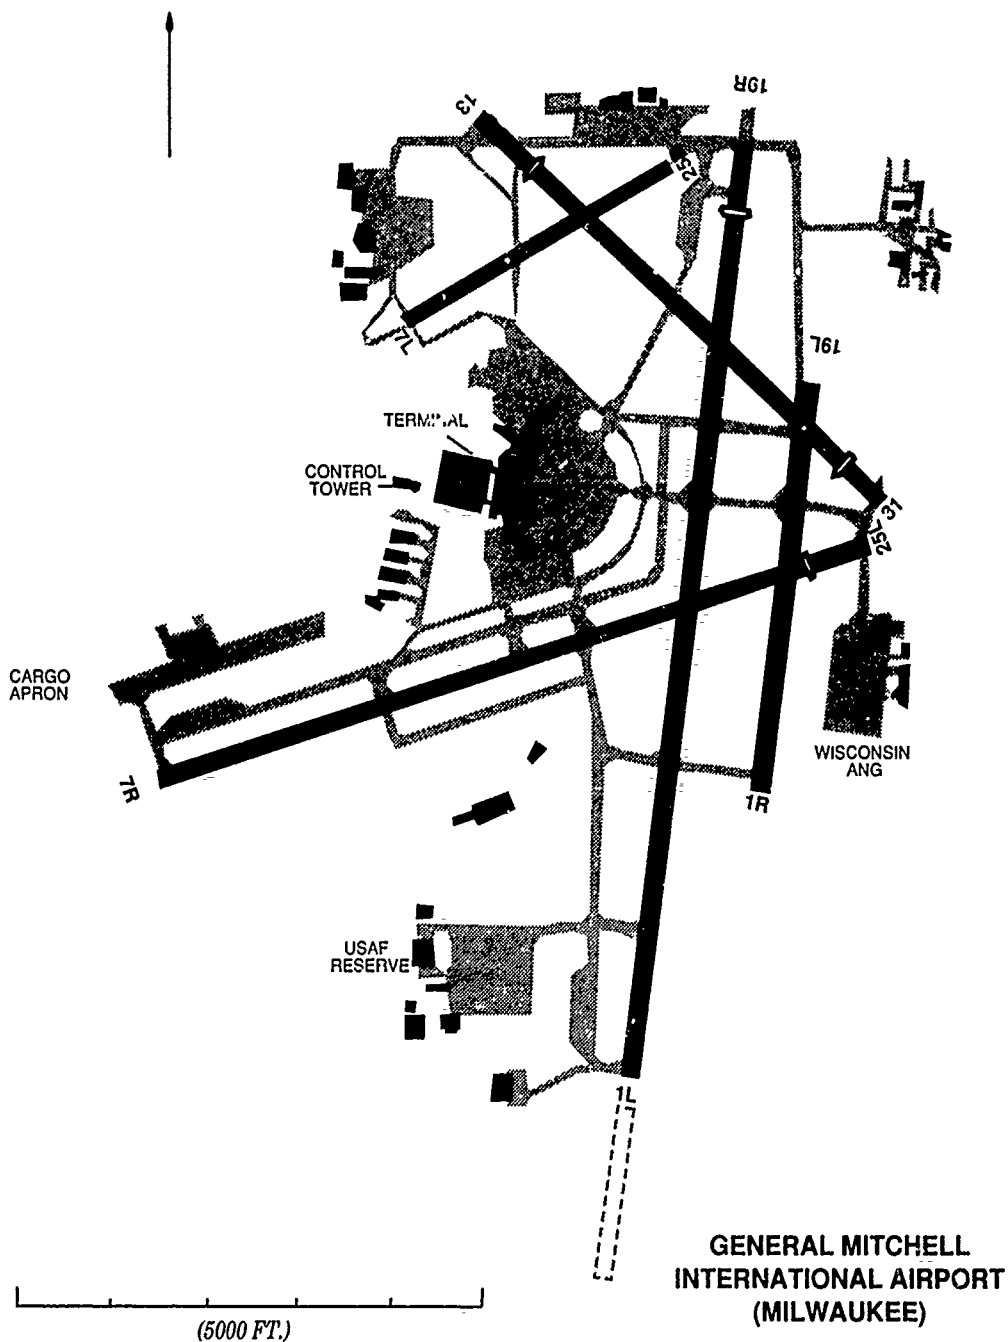 19R
13
25
19L
7L
TERMINAL
CONTROL
TOWER
31
25L
CARGO
APRON
7R
WISCONSIN
ANG
1R
USAF
RESERVE
1L
GENERAL MITCHELL
INTERNATIONAL AIRPORT
(MILWAUKEE)
(5000 FT.)